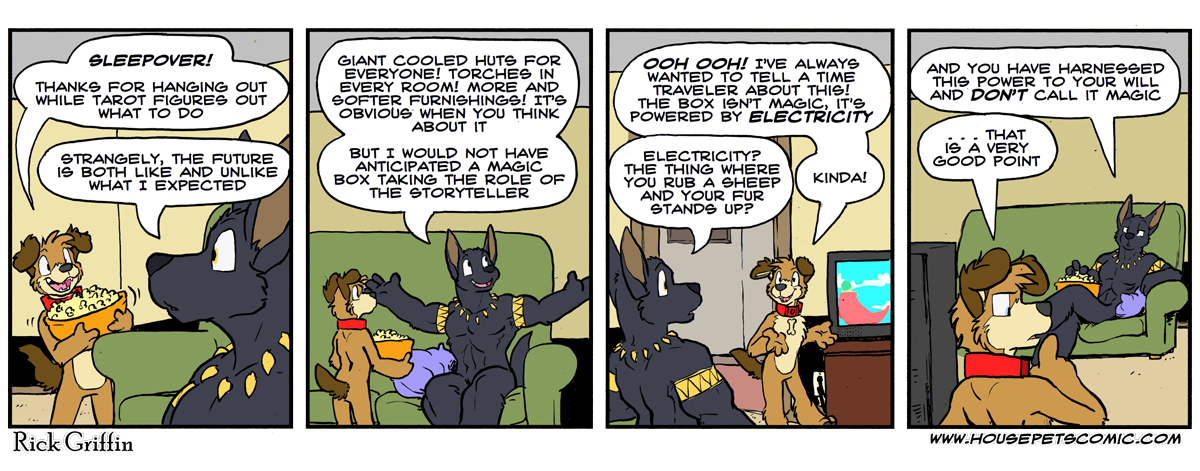 SLEEPOVER!
THANKS FOR HANGING OUT
WHILE TAROT FIGURES OUT
WHAT TO DO
STRANGELY, THE FUTURE
IS BOTH LIKE AND UNLIKE
WHAT I EXPECTED
GIANT COOLED HUTS FOR
EVERYONE! TORCHES IN
EVERY ROOM! MORE AND
SOFTER FURNISHINGS! IT'S
OBVIOUS WHEN YOU THINK
ABOUT IT
BUT I WOULD NOT HAVE
ANTICIPATED A MAGIC
BOX TAKING THE ROLE OF
THE STORYTELLER
OOH OOH! I'VE ALWAYS
WANTED TO TELL A TIME
TRAVELER ABOUT THIS!
THE BOX ISN'T MAGIC, IT'S
POWERED BY ELECTRICITY
ELECTRICITY?
THE THING WHERE
YOU RUB A SHEEP
AND YOUR FUR
STANDS UP?
KINDA!
AND YOU HAVE HARNESSED
THIS POWER TO YOUR WILL
AND DON'T CALL IT MAGIC
. . . THAT
IS A VERY
GOOD POINT
Rick Griffin
WWW.HOUSEPETSCOMIC.COM